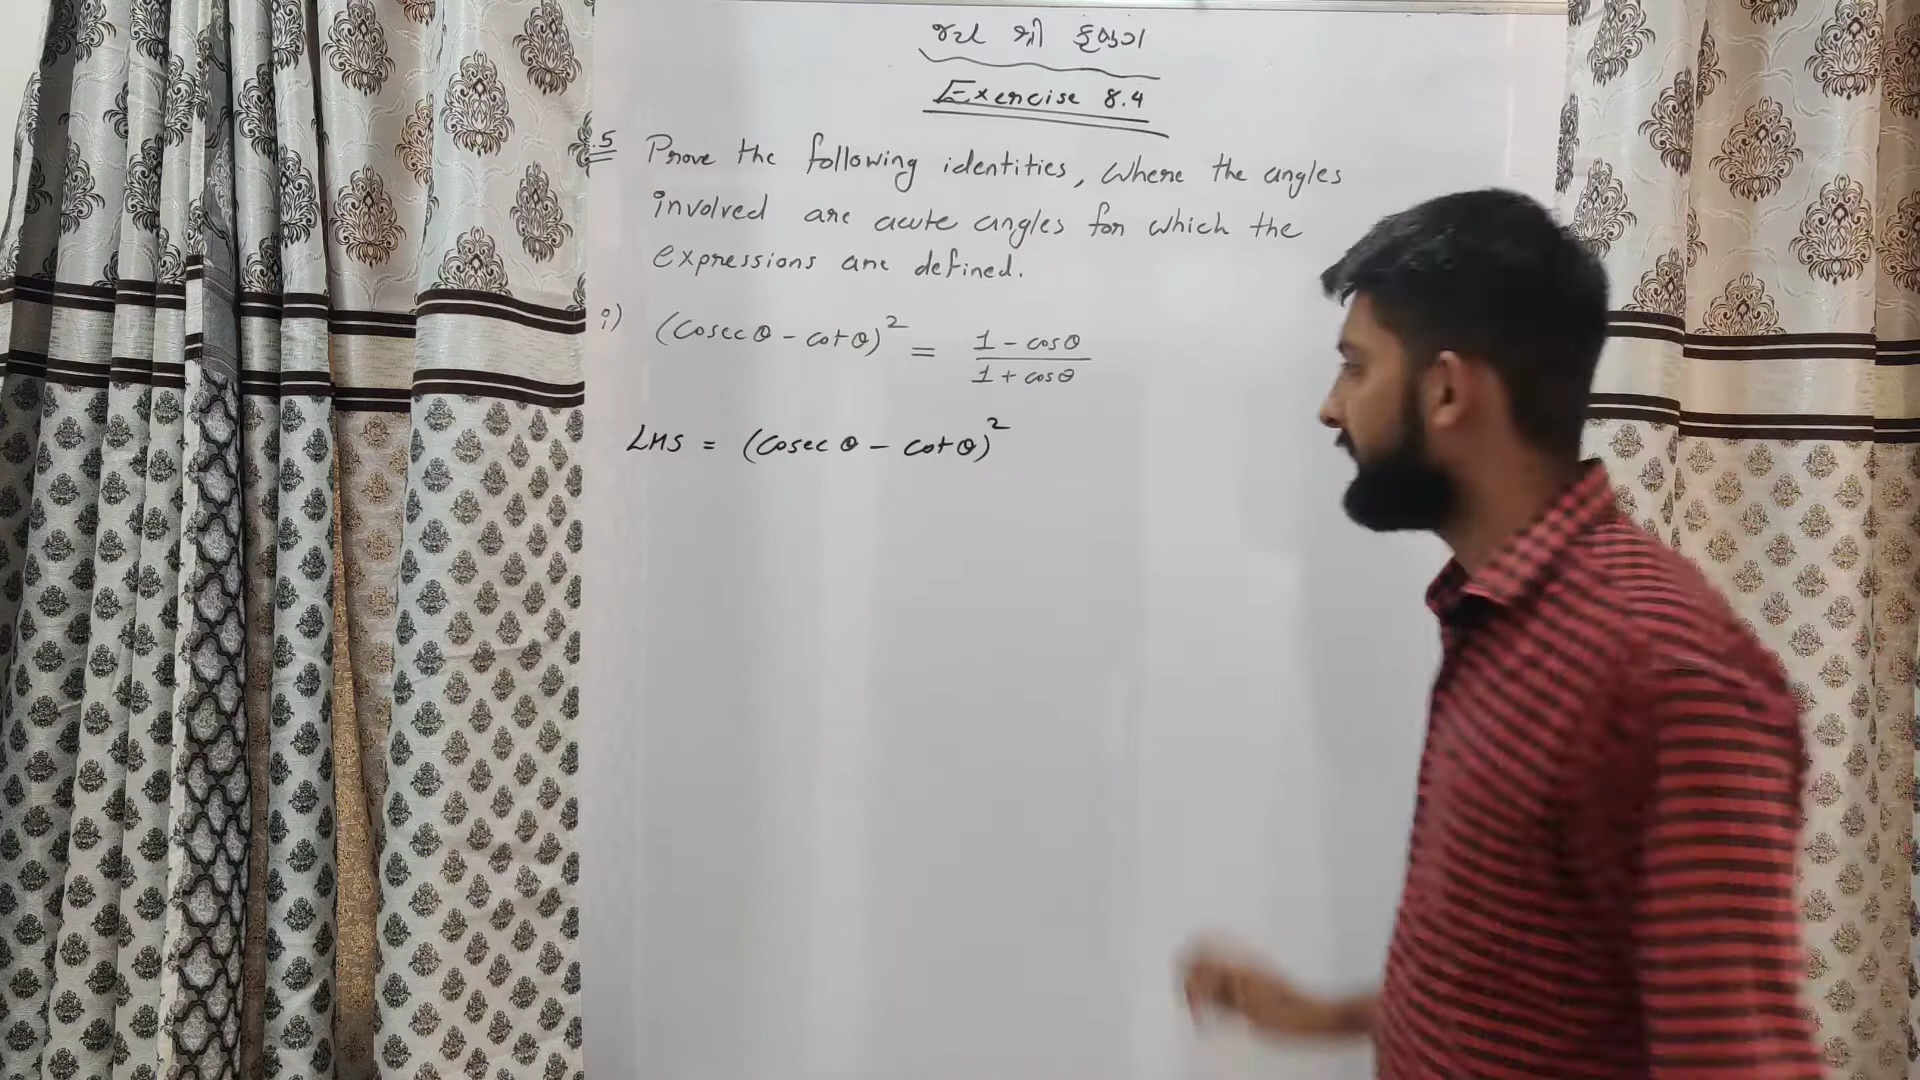 જય શ્રી કૃષ્ણ
Exercise 8.4
.5 Prove the following identities, where the angles
involved are acute angles for which the
expressions are defined.
i) (cosec θ - cot θ)² = (1 - cos θ)/(1 + cos θ)
LHS = (cosec θ - cot θ)²